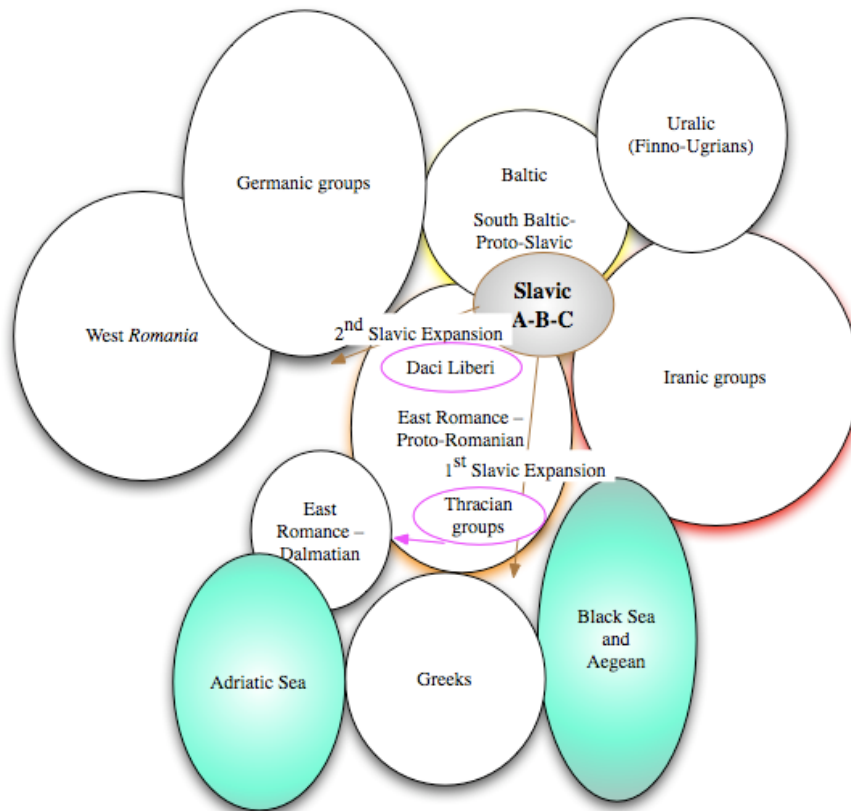 Uralic
(Finno-Ugrians)
Germanic groups
Baltic
South Baltic-
Proto-Slavic
Slavic
A-B-C
West Romania
2nd Slavic Expansion
Daci Liberi
Iranic groups
East Romance –
Proto-Romanian
1st Slavic Expansion
Thracian
groups
East
Romance –
Dalmatian
Black Sea
and
Aegean
Adriatic Sea
Greeks